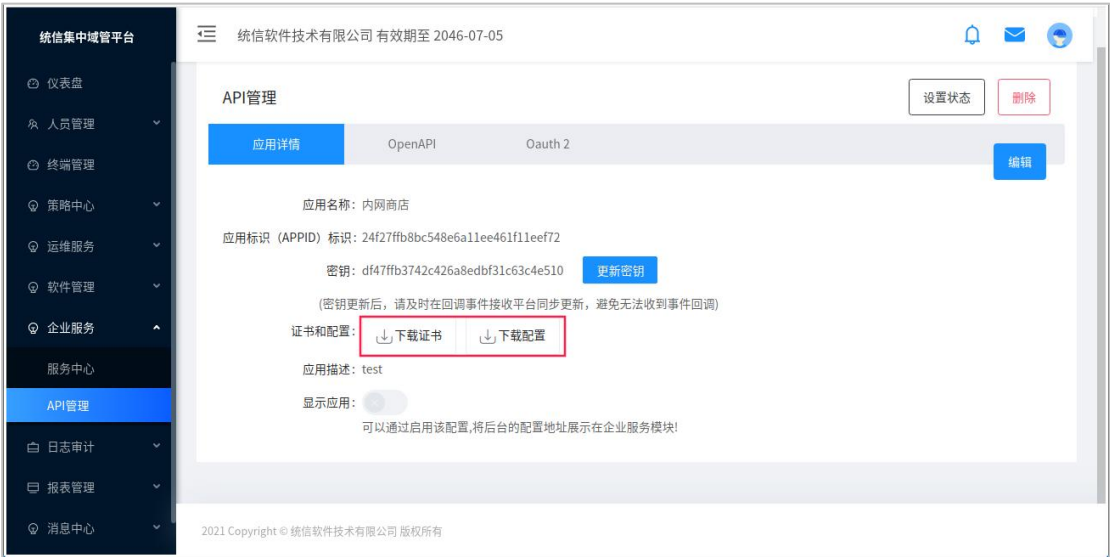 统信集中域管平台
统信软件技术有限公司 有效期至 2046-07-05
仪表盘
人员管理
终端管理
策略中心
运维服务
软件管理
企业服务
服务中心
API管理
日志审计
报表管理
消息中心
API管理
设置状态
删除
应用详情
OpenAPI
Oauth 2
编辑
应用名称: 内网商店
应用标识（APPID）标识: 24f27ffb8bc548e6a11ee461f11eef72
密钥: df47ffb3742c426a8edbf31c63c4e510
更新密钥
(密钥更新后，请及时在回调事件接收平台同步更新，避免无法收到事件回调)
证书和配置:
下载证书
下载配置
应用描述: test
显示应用:
可以通过启用该配置,将后台的配置地址展示在企业服务模块!
2021 Copyright © 统信软件技术有限公司 版权所有